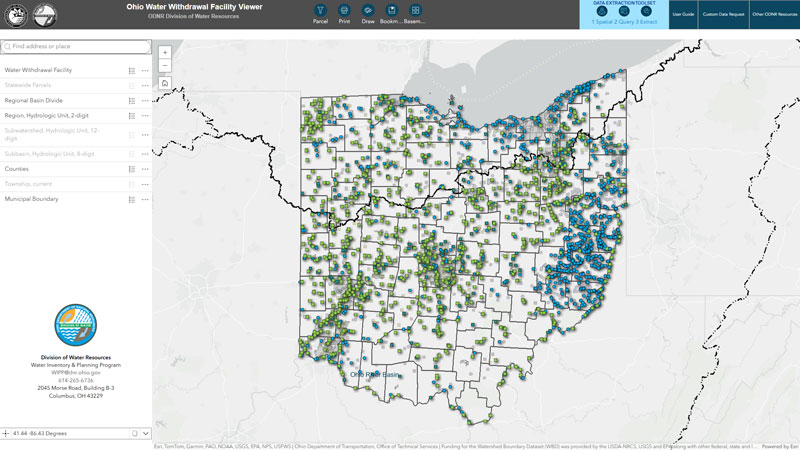 Ohio Water Withdrawal Facility Viewer
ODNR Division of Water Resources
Parcel
Print
Draw
Bookm...
Basem...
DATA EXTRACTION TOOLSET
1 Spatial 2 Query 3 Extract
User Guide
Custom Data Request
Other ODNR Resources
Find address or place
Water Withdrawal Facility
Statewide Parcels
Regional Basin Divide
Region, Hydrologic Unit, 2-digit
Subwatershed, Hydrologic Unit, 12-
digit
Subbasin, Hydrologic Unit, 8-digit
Counties
Township, current
Municipal Boundary
Ohio River Basin
Division of Water Resources
Water Inventory & Planning Program
WIPP@dnr.ohio.gov
614-265-6736
2045 Morse Road, Building B-3
Columbus, OH 43229
41.44 -86.43 Degrees
Esri, TomTom, Garmin, FAO, NOAA, USGS, EPA, NPS, USFWS | Ohio Department of Transportation, Office of Technical Services | Funding for the Watershed Boundary Dataset (WBD) was provided by the USDA-NRCS, USGS and EPA along with other federal, state and l... Powered by Esri